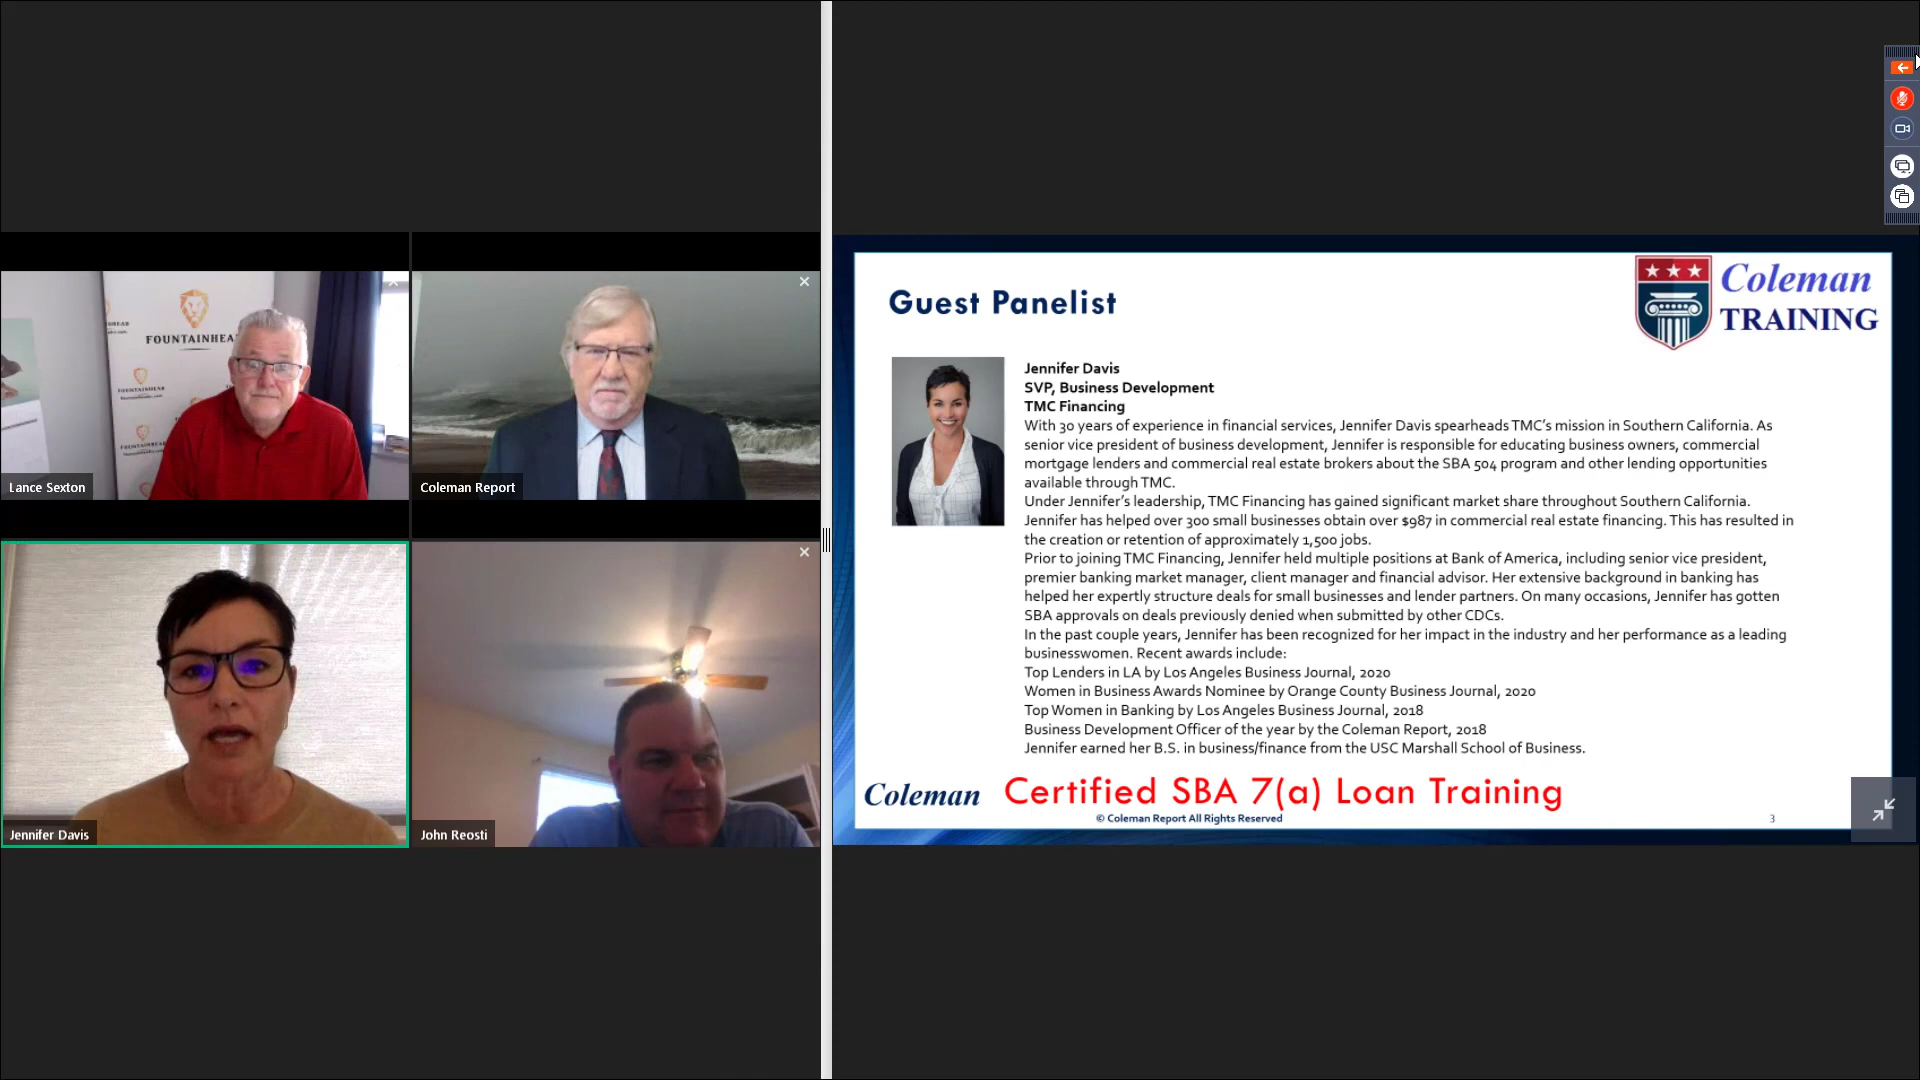 FOUNTAINHEA
FOUNTAINHEAD
Lance Sexton
Coleman Report
Jennifer Davis
John Reosti
Guest Panelist
Coleman
TRAINING
Jennifer Davis
SVP, Business Development
TMC Financing
With 30 years of experience in financial services, Jennifer Davis spearheads TMC's mission in Southern California. As
senior vice president of business development, Jennifer is responsible for educating business owners, commercial
mortgage lenders and commercial real estate brokers about the SBA 504 program and other lending opportunities
available through TMC.
Under Jennifer's leadership, TMC Financing has gained significant market share throughout Southern California.
Jennifer has helped over 300 small businesses obtain over $987 in commercial real estate financing. This has resulted in
the creation or retention of approximately 1,500 jobs.
Prior to joining TMC Financing, Jennifer held multiple positions at Bank of America, including senior vice president,
premier banking market manager, client manager and financial advisor. Her extensive background in banking has
helped her expertly structure deals for small businesses and lender partners. On many occasions, Jennifer has gotten
SBA approvals on deals previously denied when submitted by other CDCs.
In the past couple years, Jennifer has been recognized for her impact in the industry and her performance as a leading
businesswomen. Recent awards include:
Top Lenders in LA by Los Angeles Business Journal, 2020
Women in Business Awards Nominee by Orange County Business Journal, 2020
Top Women in Banking by Los Angeles Business Journal, 2018
Business Development Officer of the year by the Coleman Report, 2018
Jennifer earned her B.S. in business/finance from the USC Marshall School of Business.
Coleman
Certified SBA 7(a) Loan Training
© Coleman Report All Rights Reserved
3